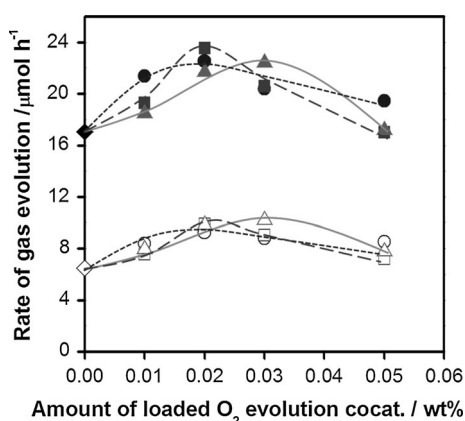 Rate of gas evolution /μmol h⁻¹
24
20
16
12
8
4
0
0.00 0.01 0.02 0.03 0.04 0.05 0.06
Amount of loaded O₂ evolution cocat. / wt%